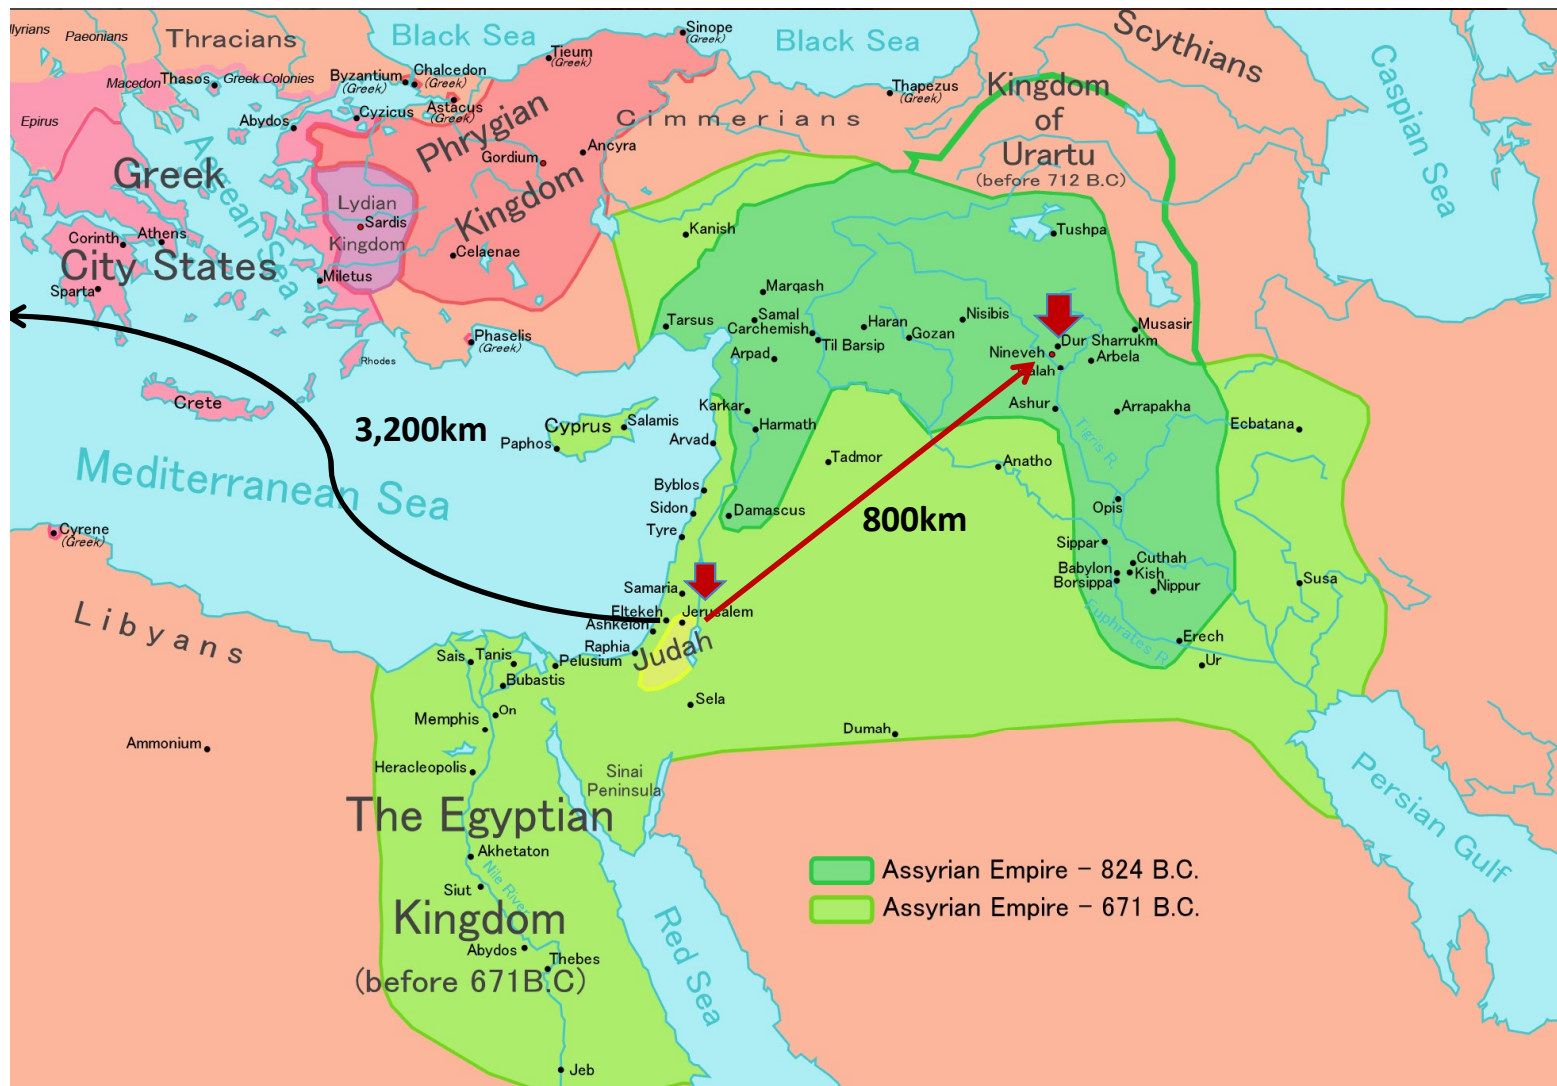 llyrians
Paeonians
Thracians
Black Sea
Sinope
(Greek)
Black Sea
Scythians
Caspian Sea
Tieum
(Greek)
Macedon
Thasos
Greek Colonies
Byzantium
(Greek)
Chalcedon
(Greek)
Astacus
(Greek)
Thapezus
(Greek)
Kingdom
of
Urartu
(before 712 B.C)
Epirus
Abydos
Cyzicus
Phrygian
Kingdom
Cimmerians
Gordium
Ancyra
Greek
City States
Aegean Sea
Lydian
Kingdom
Sardis
Corinth
Athens
Sparta
Miletus
Celaenae
Kanish
Tushpa
Marqash
Tarsus
Samal
Carchemish
Til Barsip
Haran
Gozan
Nisibis
Musasir
Dur Sharrukm
Nineveh
Arbela
Kalah
Phaselis
(Greek)
Rhodes
Arpad
Crete
Karkar
Harmath
Ashur
Arrapakha
Ecbatana
3,200km
Cyprus
Salamis
Paphos
Arvad
Tigris R.
Tadmor
Anatho
Mediterranean Sea
Byblos
Sidon
Tyre
Damascus
800km
Opis
Cyrene
(Greek)
Sippar
Cuthah
Babylon
Kish
Borsippa
Nippur
Susa
Samaria
Eltekeh
Jerusalem
Ashkelon
Libyans
Raphia
Judah
Euphrates R.
Erech
Ur
Sais
Tanis
Pelusium
Bubastis
Sela
On
Memphis
Dumah
Ammonium
Heracleopolis
Sinai
Peninsula
Persian Gulf
The Egyptian
Kingdom
(before 671B.C)
Akhetaton
Siut
Nile River
Abydos
Thebes
Red Sea
Jeb
Assyrian Empire - 824 B.C.
Assyrian Empire - 671 B.C.